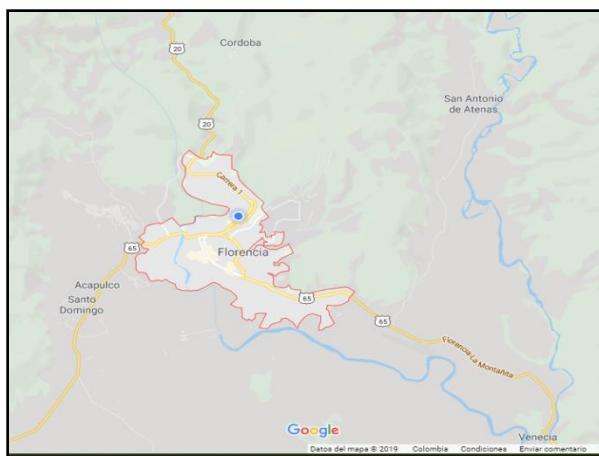 20
Cordoba
San Antonio
de Atenas
20
Carrera 1
65
Florencia
Acapulco
Santo
Domingo
65
65
Florencia-La Montañita
Google
Venecia
Datos del mapa © 2019 Colombia Condiciones Enviar comentario